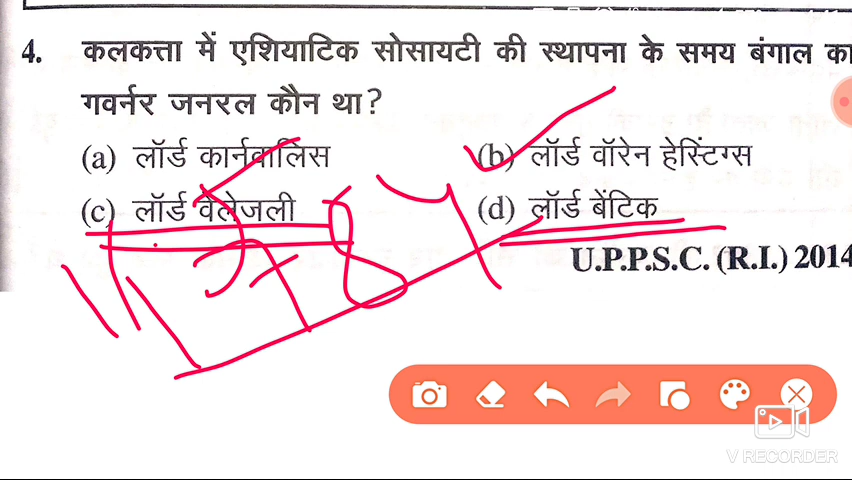 4. कलकत्ता में एशियाटिक सोसायटी की स्थापना के समय बंगाल का
गवर्नर जनरल कौन था?
(a) लॉर्ड कार्नवालिस (b) लॉर्ड वॉरेन हेस्टिंग्स
(c) लॉर्ड वेलेजली (d) लॉर्ड बेंटिक
U.P.P.S.C. (R.I.) 2014
1784
V RECORDER